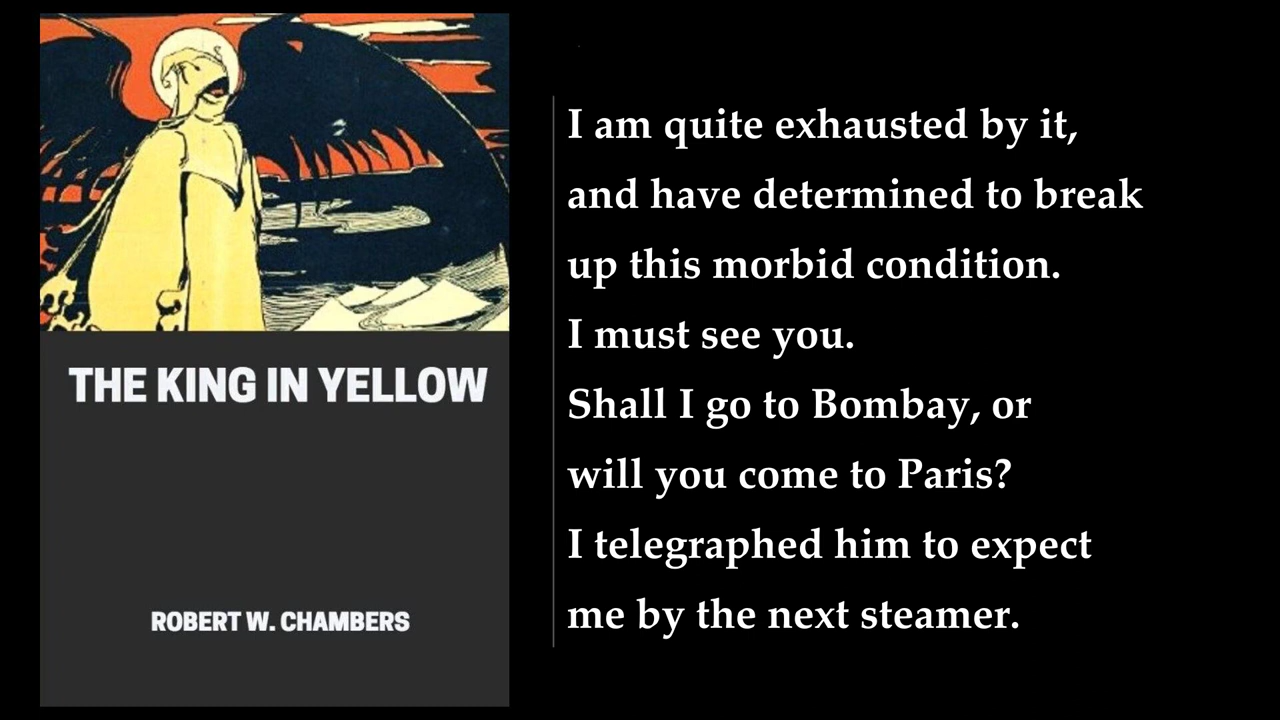 THE KING IN YELLOW
ROBERT W. CHAMBERS
I am quite exhausted by it,
and have determined to break
up this morbid condition.
I must see you.
Shall I go to Bombay, or
will you come to Paris?
I telegraphed him to expect
me by the next steamer.